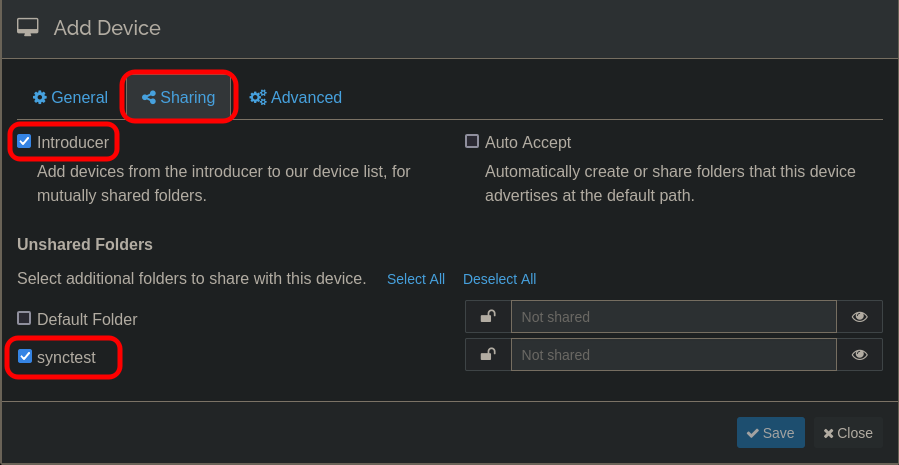 Add Device
General Sharing Advanced
Introducer
Add devices from the introducer to our device list, for
mutually shared folders.
Auto Accept
Automatically create or share folders that this device
advertises at the default path.
Unshared Folders
Select additional folders to share with this device. Select All Deselect All
Default Folder Not shared
synctest Not shared
Save Close